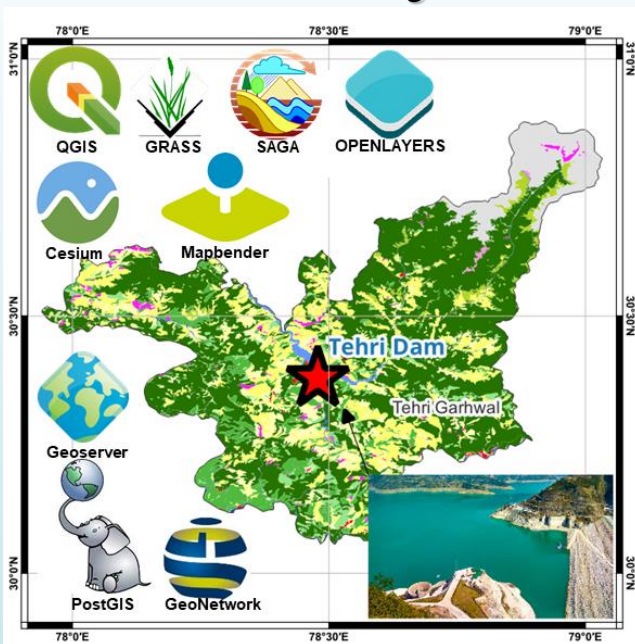 78°0'E 78°30'E 79°0'E
31°0'N 31°0'N
QGIS GRASS SAGA OPENLAYERS
Cesium Mapbender
30°30'N 30°30'N
Tehri Dam
Tehri Garhwal
Geoserver
PostGIS GeoNetwork
30°0'N 30°0'N
78°0'E 78°30'E 79°0'E